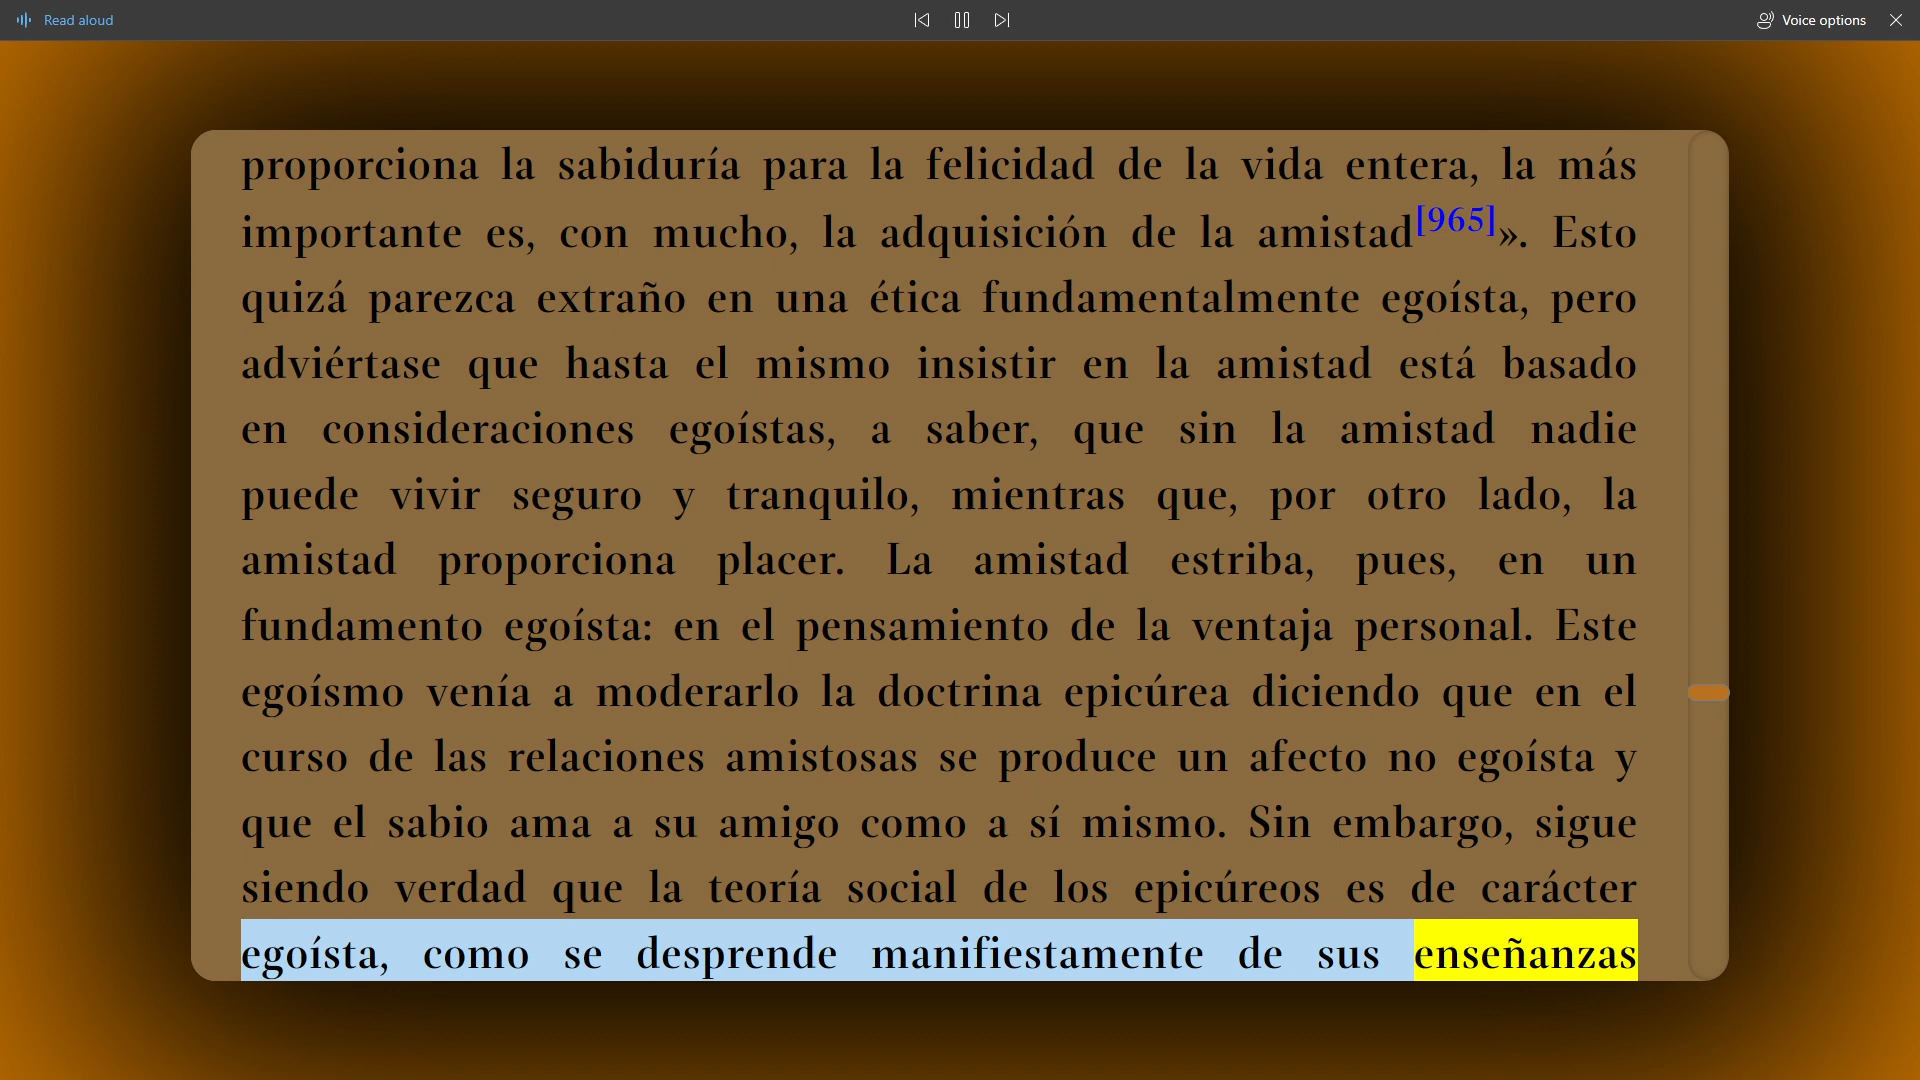 Read aloud
Voice options
proporciona la sabiduría para la felicidad de la vida entera, la más
importante es, con mucho, la adquisición de la amistad[965]». Esto
quizá parezca extraño en una ética fundamentalmente egoísta, pero
adviértase que hasta el mismo insistir en la amistad está basado
en consideraciones egoístas, a saber, que sin la amistad nadie
puede vivir seguro y tranquilo, mientras que, por otro lado, la
amistad proporciona placer. La amistad estriba, pues, en un
fundamento egoísta: en el pensamiento de la ventaja personal. Este
egoísmo venía a moderarlo la doctrina epicúrea diciendo que en el
curso de las relaciones amistosas se produce un afecto no egoísta y
que el sabio ama a su amigo como a sí mismo. Sin embargo, sigue
siendo verdad que la teoría social de los epicúreos es de carácter
egoísta, como se desprende manifiestamente de sus enseñanzas